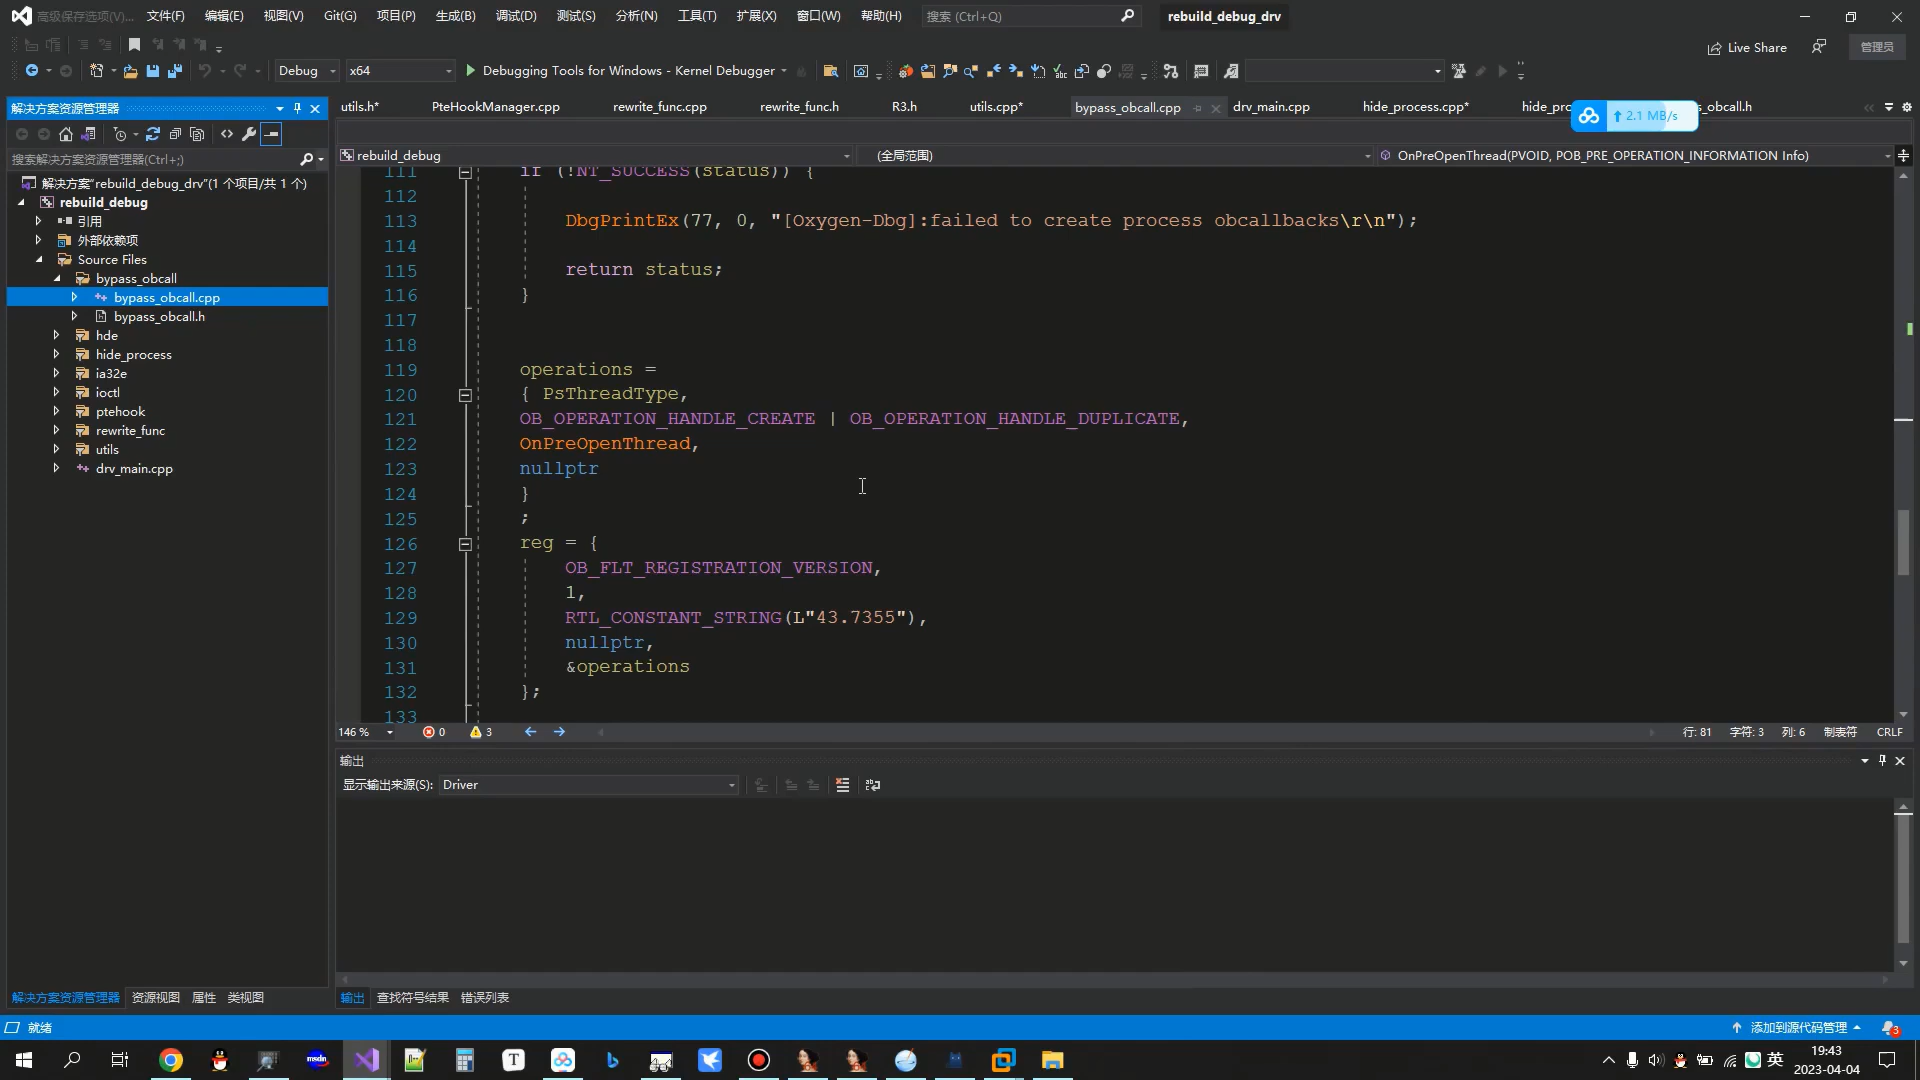 高级保存选项(V)... 文件(F) 编辑(E) 视图(V) Git(G) 项目(P) 生成(B) 调试(D) 测试(S) 分析(N) 工具(T) 扩展(X) 窗口(W) 帮助(H) 搜索 (Ctrl+Q) rebuild_debug_drv
Live Share 管理员
Debug x64 Debugging Tools for Windows - Kernel Debugger
解决方案资源管理器
utils.h* PteHookManager.cpp rewrite_func.cpp rewrite_func.h R3.h utils.cpp* bypass_obcall.cpp drv_main.cpp hide_process.cpp* hide_pro s_obcall.h
2.1 MB/s
搜索解决方案资源管理器(Ctrl+;)
rebuild_debug (全局范围) OnPreOpenThread(PVOID, POB_PRE_OPERATION_INFORMATION Info)
解决方案"rebuild_debug_drv"(1 个项目/共 1 个)
rebuild_debug
引用
外部依赖项
Source Files
bypass_obcall
bypass_obcall.cpp
bypass_obcall.h
hde
hide_process
ia32e
ioctl
ptehook
rewrite_func
utils
drv_main.cpp
111 if (!NT_SUCCESS(status)) {
112
113 DbgPrintEx(77, 0, "[Oxygen-Dbg]:failed to create process obcallbacks\r\n");
114
115 return status;
116 }
117
118
119 operations =
120 { PsThreadType,
121 OB_OPERATION_HANDLE_CREATE | OB_OPERATION_HANDLE_DUPLICATE,
122 OnPreOpenThread,
123 nullptr
124 }
125 ;
126 reg = {
127 OB_FLT_REGISTRATION_VERSION,
128 1,
129 RTL_CONSTANT_STRING(L"43.7355"),
130 nullptr,
131 &operations
132 };
133
146 % 0 3 行: 81 字符: 3 列: 6 制表符 CRLF
输出
显示输出来源(S): Driver
解决方案资源管理器 资源视图 属性 类视图 输出 查找符号结果 错误列表
就绪 添加到源代码管理 3
msdn T 英 19:43
2023-04-04